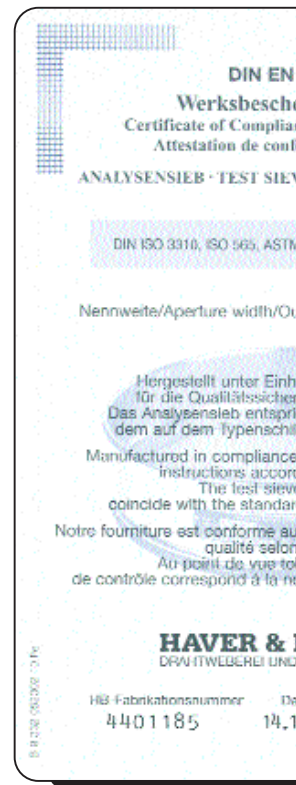 DIN EN
Werksbesche
Certificate of Complian
Attestation de conf
ANALYSENSIEB · TEST SIEV
DIN ISO 3310, ISO 565, ASTM
Nennweite/Aperture width/Ou
Hergestellt unter Einh
für die Qualitätssicher
Das Analysensieb entspri
dem auf dem Typenschil
Manufactured in compliance
instructions accord
The test sieve
coincide with the standar
Notre fourniture est conforme au
qualité selon
Au point de vue tol
de contrôle correspond à la no
HAVER &
DRAHTWEBEREI UND
HB-Fabrikationsnummer Da
4401185 14.1